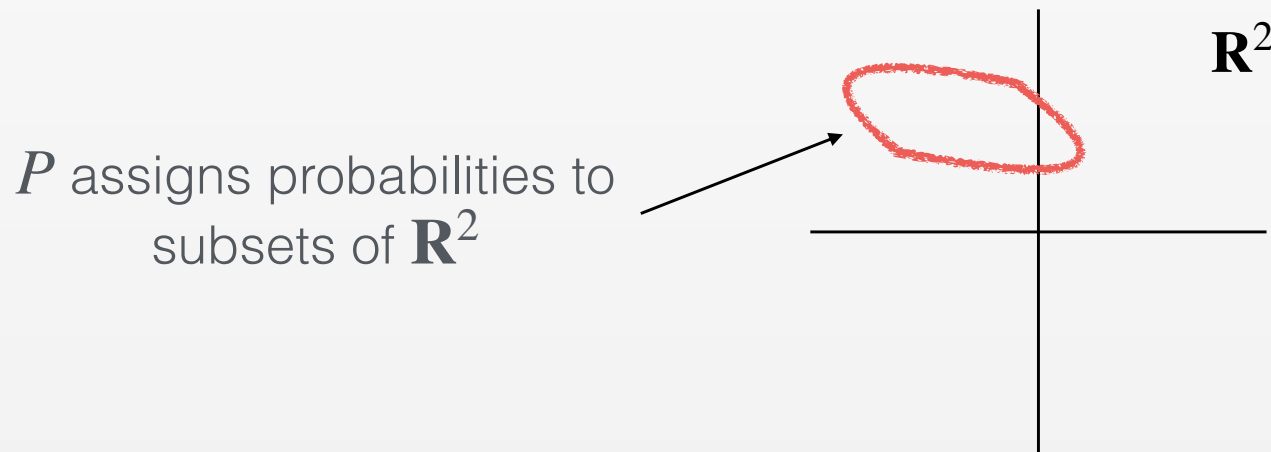 P assigns probabilities to
subsets of R²
R²